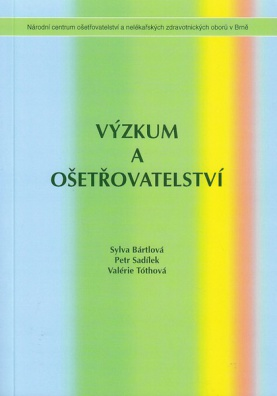 Národní centrum ošetřovatelství a nelékařských zdravotnických oborů v Brně
VÝZKUM
A
OŠETŘOVATELSTVÍ
Sylva Bártlová
Petr Sadílek
Valérie Tóthová